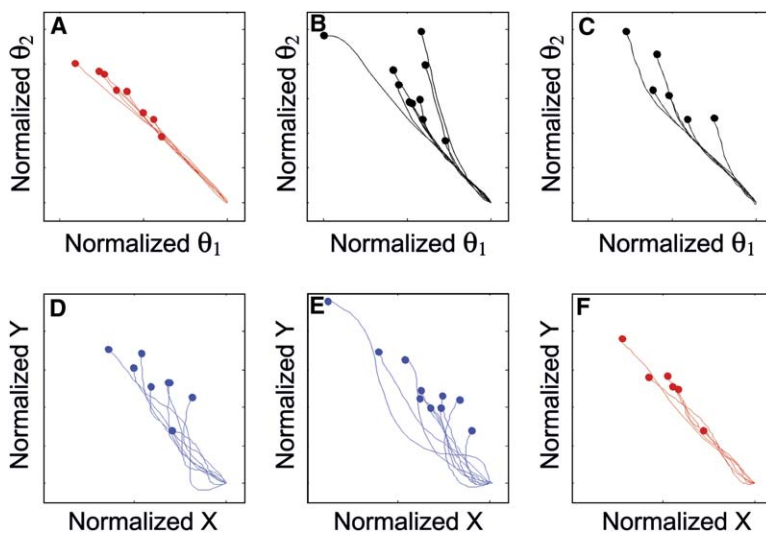 A
B
C
Normalized θ₂
Normalized θ₂
Normalized θ₂
Normalized θ₁
Normalized θ₁
Normalized θ₁
D
E
F
Normalized Y
Normalized Y
Normalized Y
Normalized X
Normalized X
Normalized X